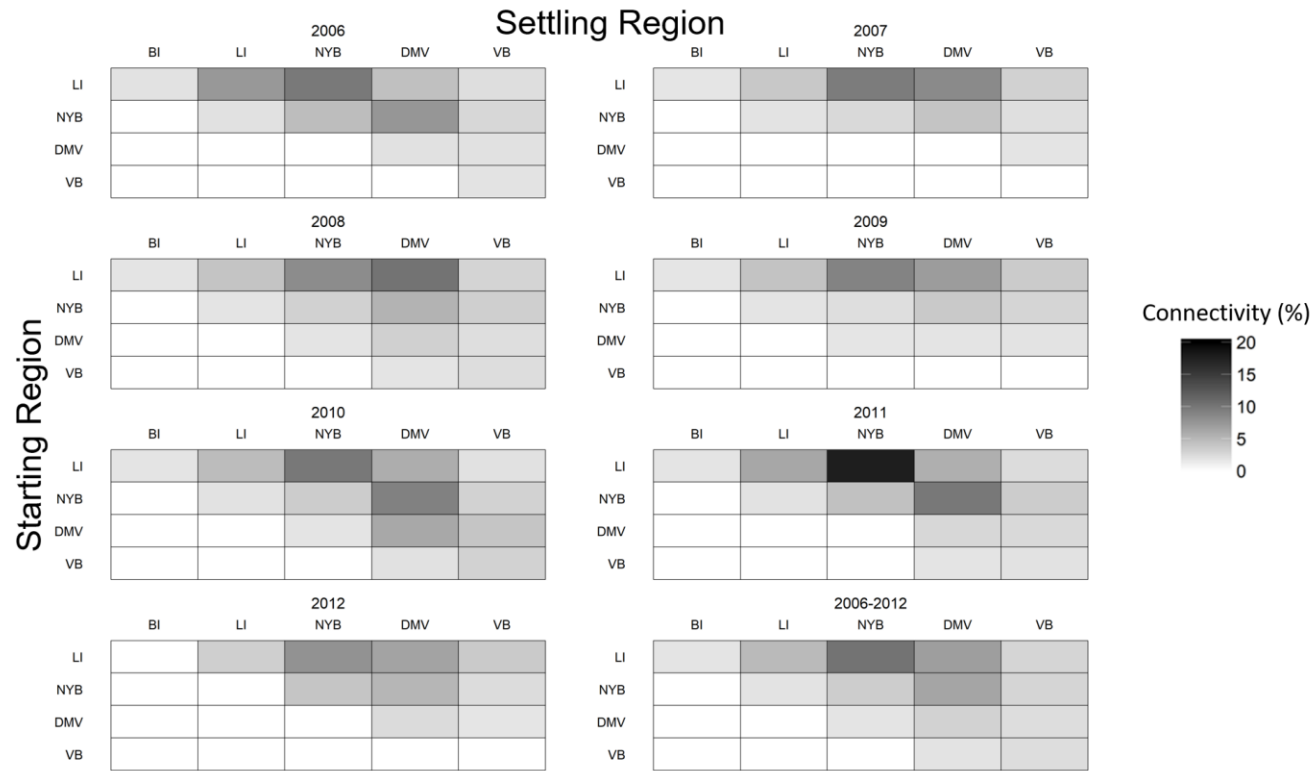 Settling Region
2006
BI LI NYB DMV VB
LI
NYB
DMV
VB
2007
BI LI NYB DMV VB
LI
NYB
DMV
VB
2008
BI LI NYB DMV VB
LI
NYB
DMV
VB
2009
BI LI NYB DMV VB
LI
NYB
DMV
VB
Starting Region
2010
BI LI NYB DMV VB
LI
NYB
DMV
VB
2011
BI LI NYB DMV VB
LI
NYB
DMV
VB
2012
BI LI NYB DMV VB
LI
NYB
DMV
VB
2006-2012
BI LI NYB DMV VB
LI
NYB
DMV
VB
Connectivity (%)
20
15
10
5
0